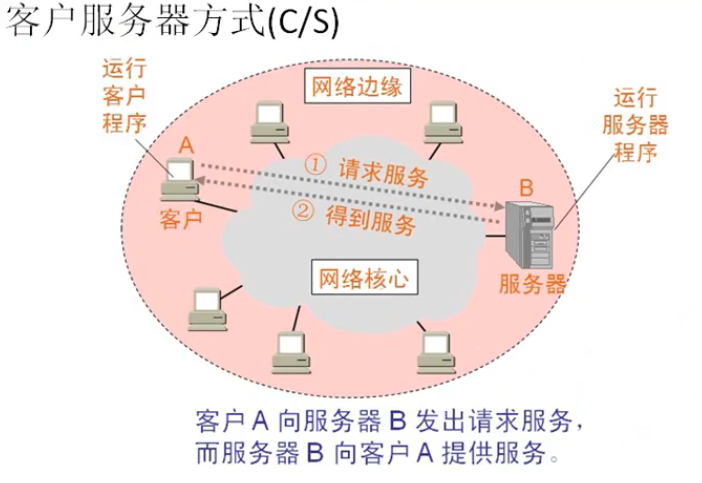 客户服务器方式(C/S)
运行
客户
程序
网络边缘
运行
服务器
程序
A
① 请求服务
B
② 得到服务
客户
网络核心
服务器
客户 A 向服务器 B 发出请求服务，
而服务器 B 向客户 A 提供服务。